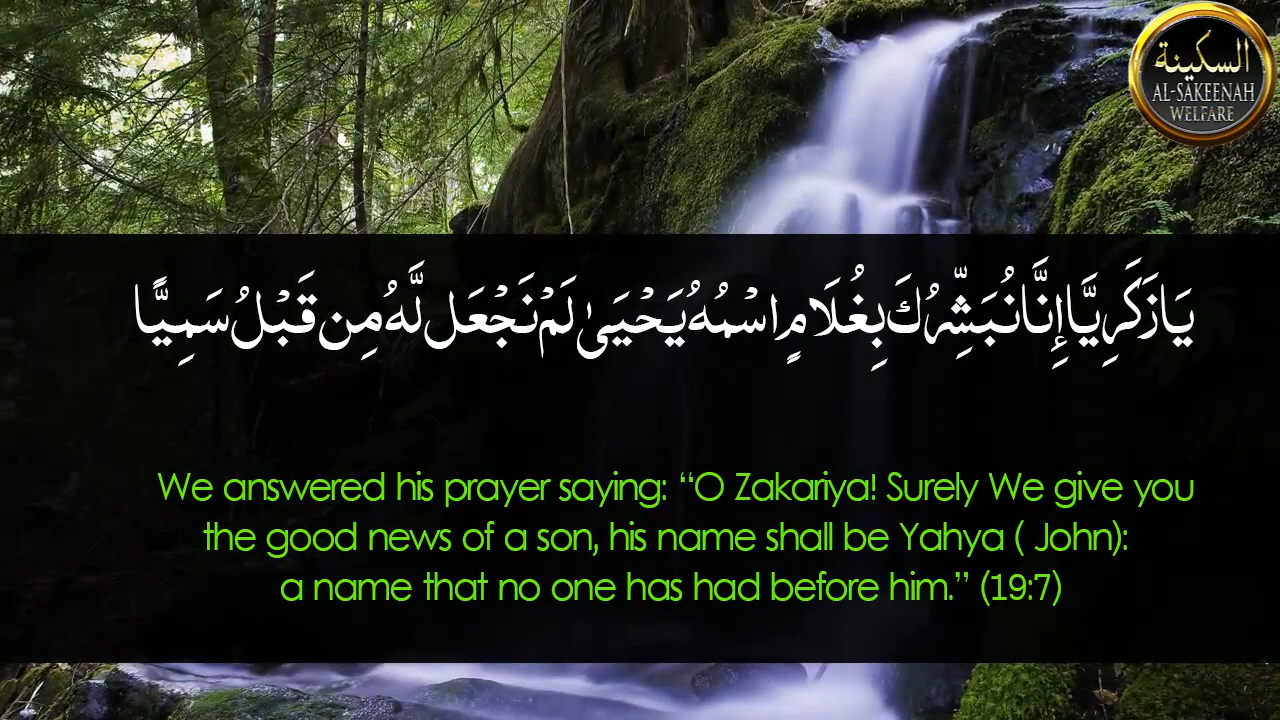 السكينة
AL-SAKEENAH
WELFARE
يَازَكَرِيَّا إِنَّا نُبَشِّرُكَ بِغُلَامٍ اسْمُهُ يَحْيَىٰ لَمْ نَجْعَل لَّهُ مِن قَبْلُ سَمِيًّا
We answered his prayer saying: “O Zakariya! Surely We give you
the good news of a son, his name shall be Yahya ( John):
a name that no one has had before him.” (19:7)